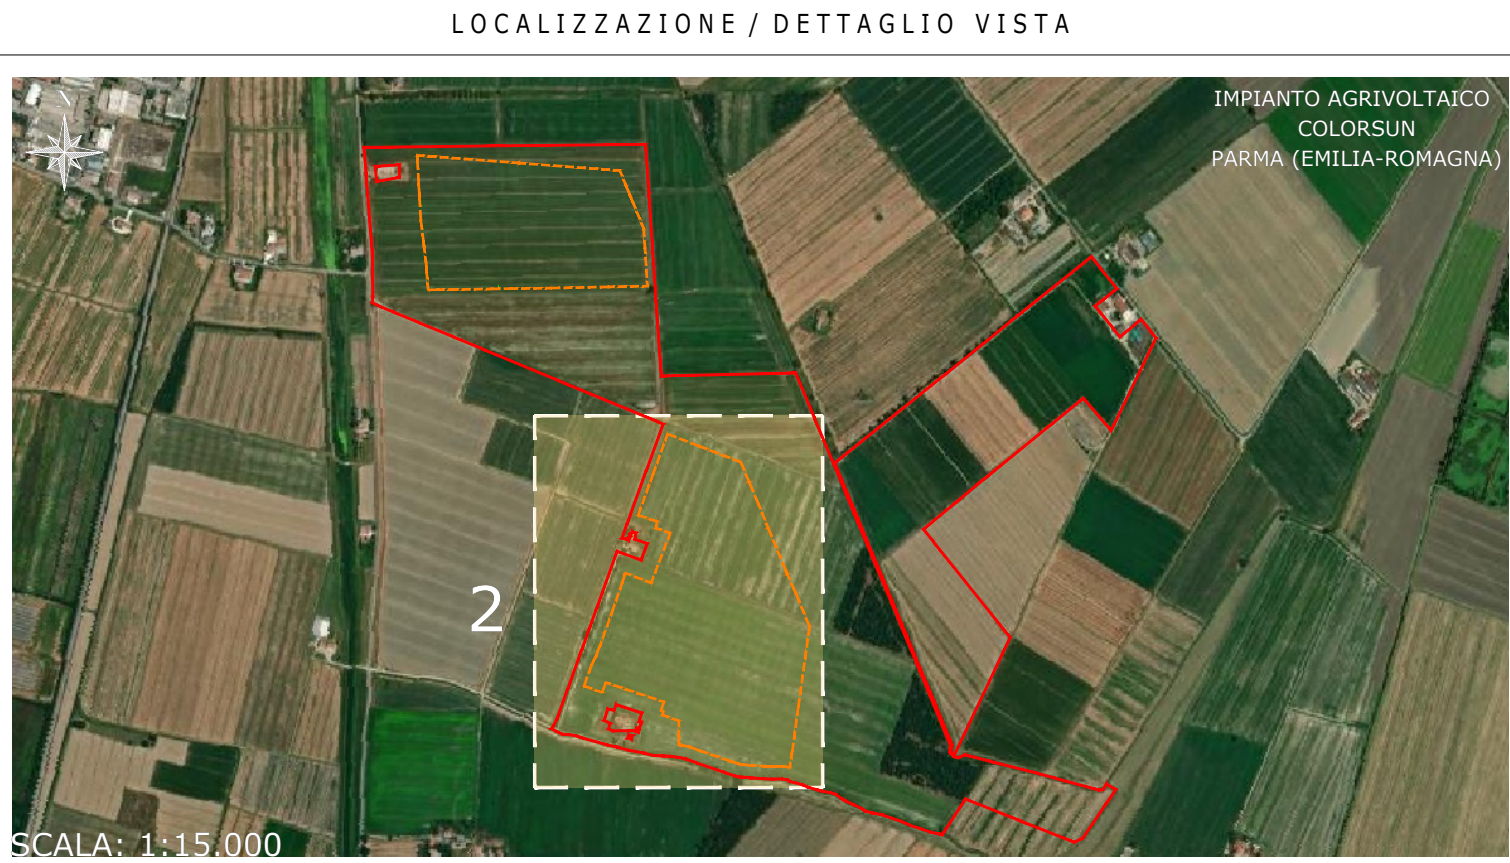 LOCALIZZAZIONE / DETTAGLIO VISTA
IMPIANTO AGRIVOLTAICO
COLORSUN
PARMA (EMILIA-ROMAGNA)
2
SCALA: 1:15.000